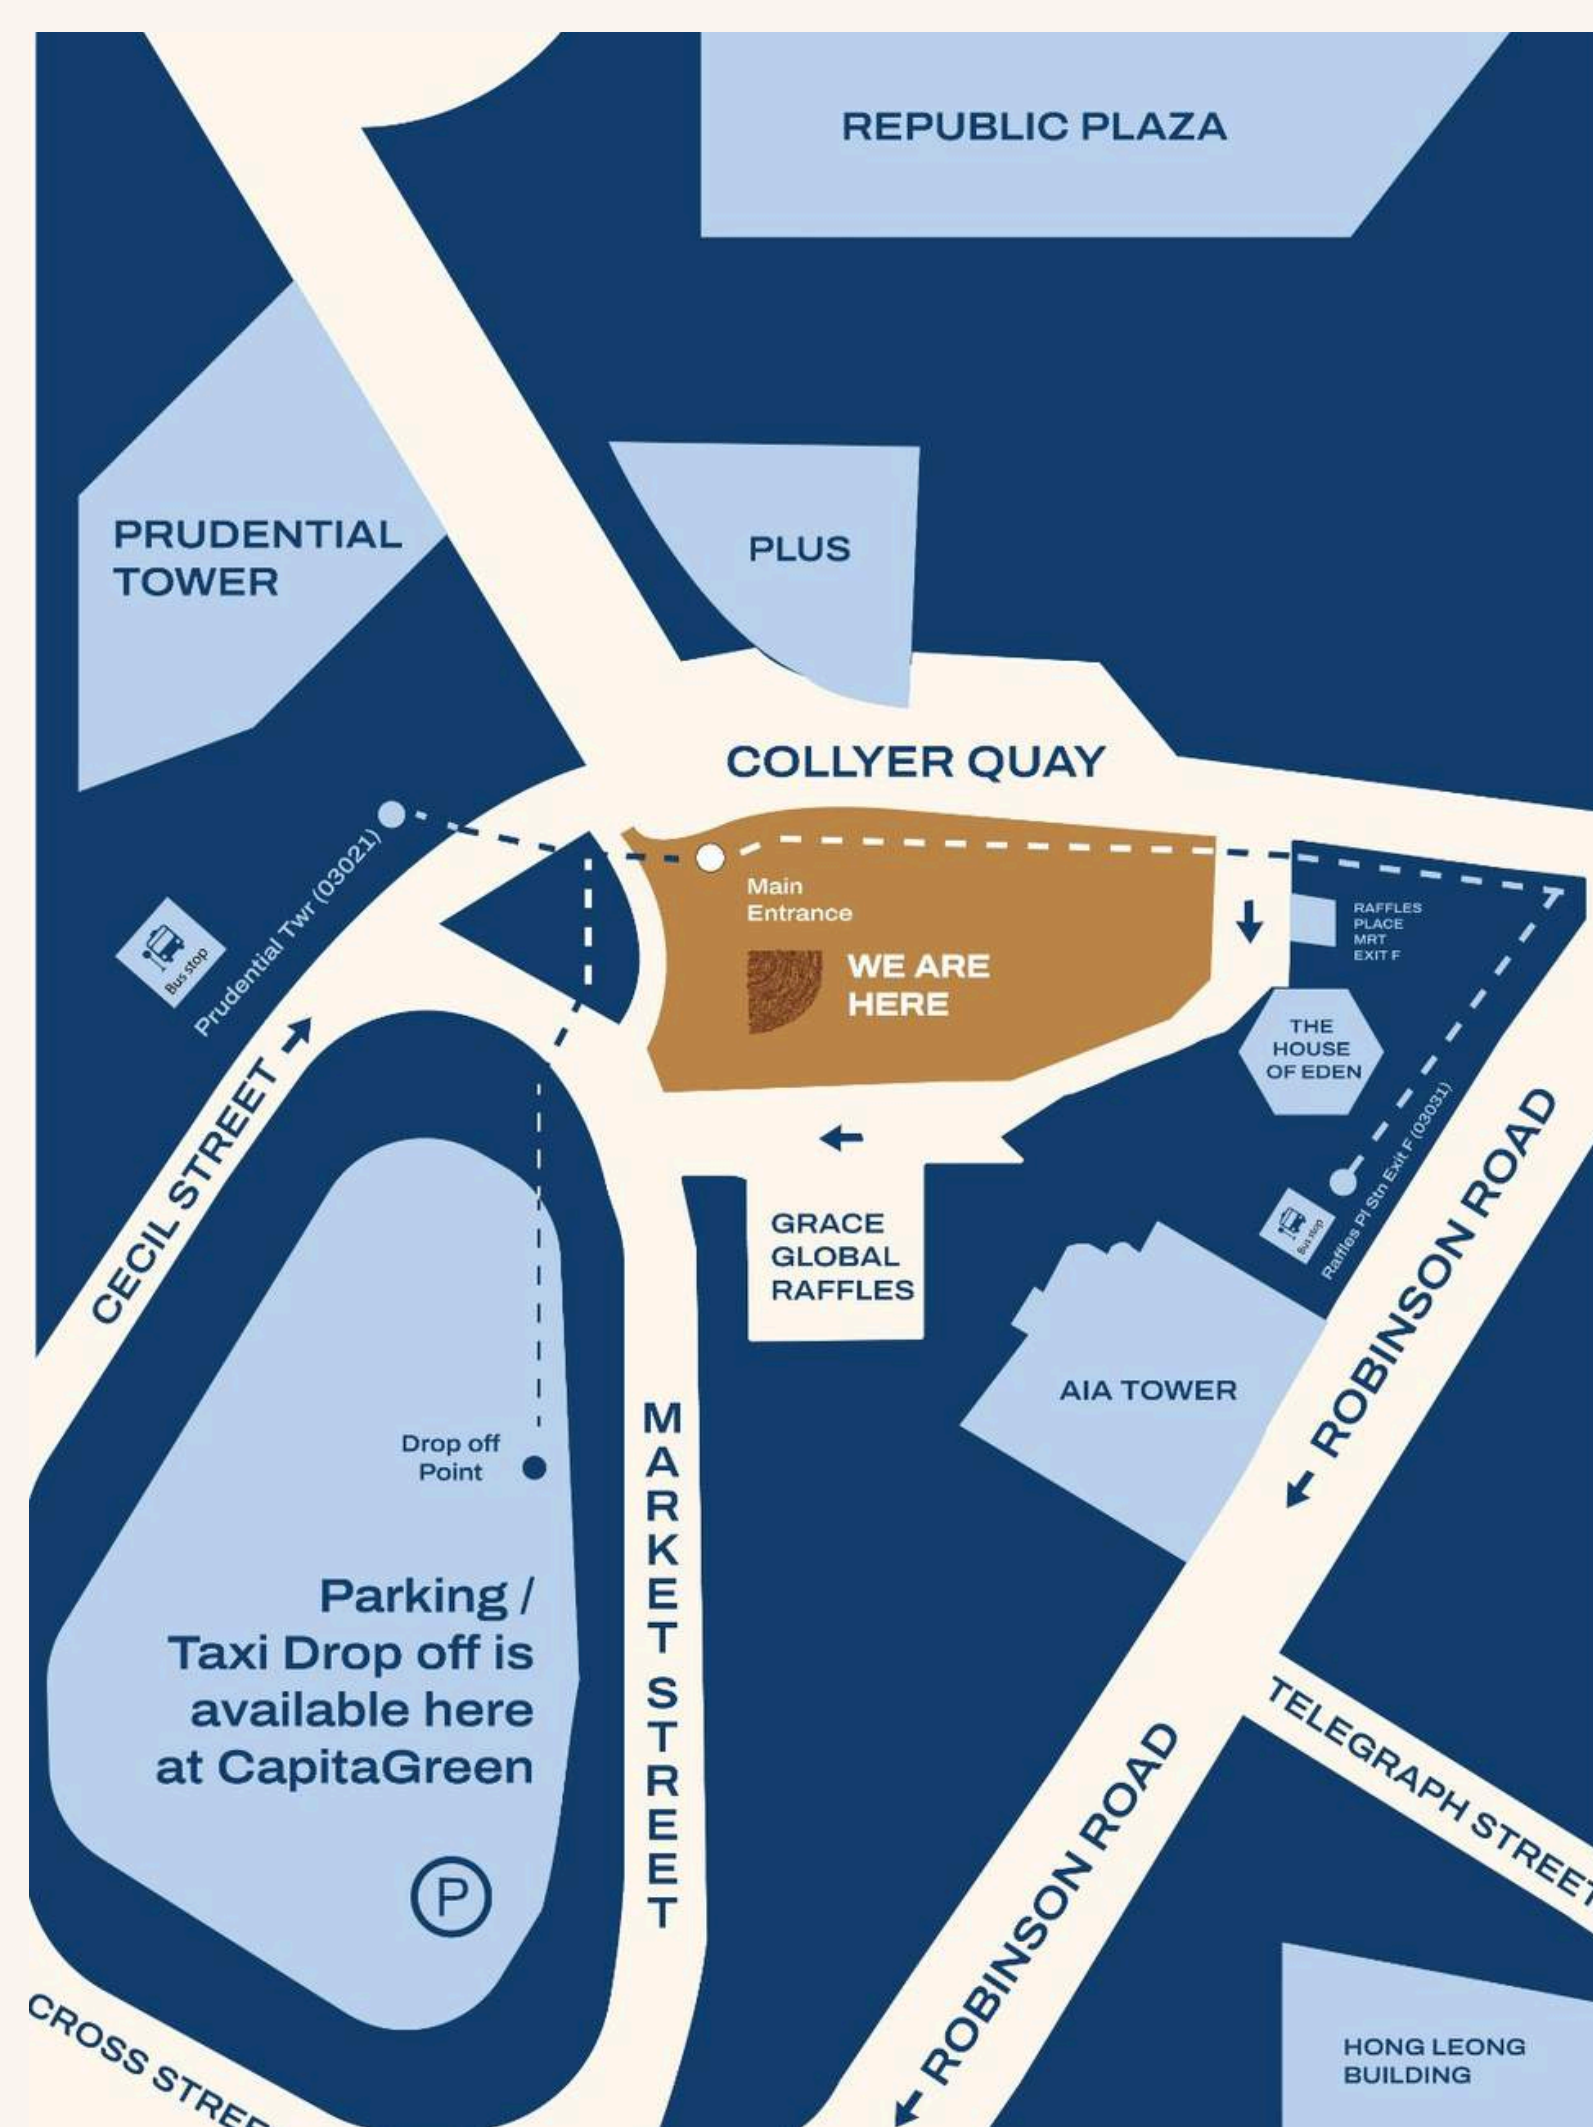 REPUBLIC PLAZA
PRUDENTIAL
TOWER
PLUS
COLLYER QUAY
Prudential Twr (03021)
Bus stop
Main
Entrance
WE ARE
HERE
RAFFLES
PLACE
MRT
EXIT F
THE
HOUSE
OF EDEN
CECIL STREET
Raffles Pl Stn Exit F (03031)
Bus stop
ROBINSON ROAD
GRACE
GLOBAL
RAFFLES
AIA TOWER
MARKET STREET
Drop off
Point
Parking /
Taxi Drop off is
available here
at CapitaGreen
P
TELEGRAPH STREET
ROBINSON ROAD
CROSS STREE
HONG LEONG
BUILDING